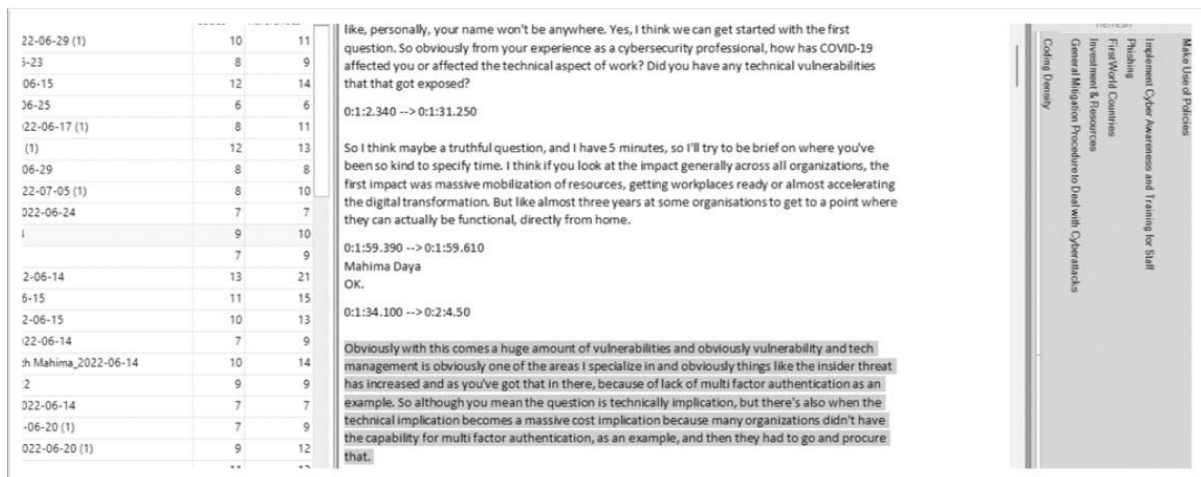 22-06-29 (1) 10 11
5-23 8 9
06-15 12 14
06-25 6 6
022-06-17 (1) 8 11
(1) 12 13
06-29 8 8
22-07-05 (1) 8 10
022-06-24 7 7
9 10
7 9
2-06-14 13 21
6-15 11 15
2-06-15 10 13
022-06-14 7 9
th Mahima_2022-06-14 10 14
2 9 9
022-06-14 7 7
-06-20 (1) 7 9
022-06-20 (1) 9 12
like, personally, your name won't be anywhere. Yes, I think we can get started with the first
question. So obviously from your experience as a cybersecurity professional, how has COVID-19
affected you or affected the technical aspect of work? Did you have any technical vulnerabilities
that that got exposed?
0:1:2.340 --> 0:1:31.250
So I think maybe a truthful question, and I have 5 minutes, so I'll try to be brief on where you've
been so kind to specify time. I think if you look at the impact generally across all organizations, the
first impact was massive mobilization of resources, getting workplaces ready or almost accelerating
the digital transformation. But like almost three years at some organisations to get to a point where
they can actually be functional, directly from home.
0:1:59.390 --> 0:1:59.610
Mahima Daya
OK.
0:1:34.100 --> 0:2:4.50
Obviously with this comes a huge amount of vulnerabilities and obviously vulnerability and tech
management is obviously one of the areas I specialize in and obviously things like the insider threat
has increased and as you've got that in there, because of lack of multi factor authentication as an
example. So although you mean the question is technically implication, but there's also when the
technical implication becomes a massive cost implication because many organizations didn't have
the capability for multi factor authentication, as an example, and then they had to go and procure
that.
Make Use of Policies
Implement Cyber Awareness and Training for Staff
Phishing
First World Countries
Investment & Resources
General Mitigation Procedure to Deal with Cyberattacks
Coding Density